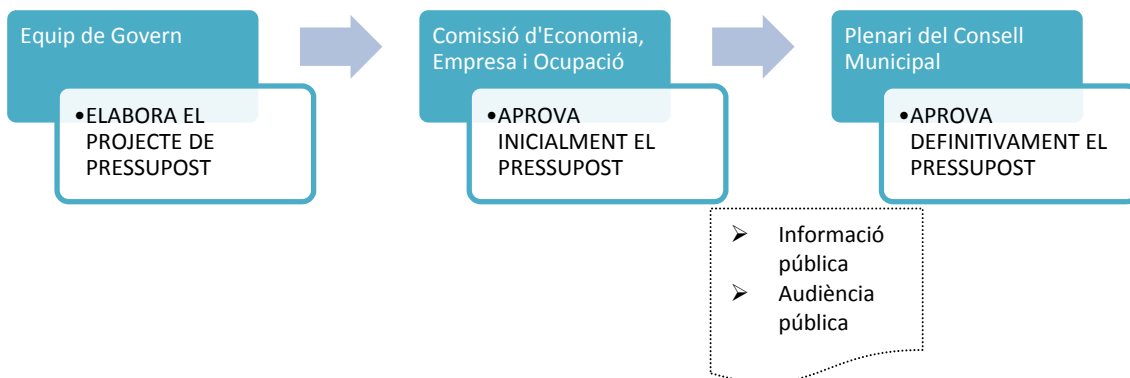 Equip de Govern
•ELABORA EL
PROJECTE DE
PRESSUPOST
Comissió d'Economia,
Empresa i Ocupació
•APROVA
INICIALMENT EL
PRESSUPOST
Plenari del Consell
Municipal
•APROVA
DEFINITIVAMENT EL
PRESSUPOST
➢ Informació
pública
➢ Audiència
pública